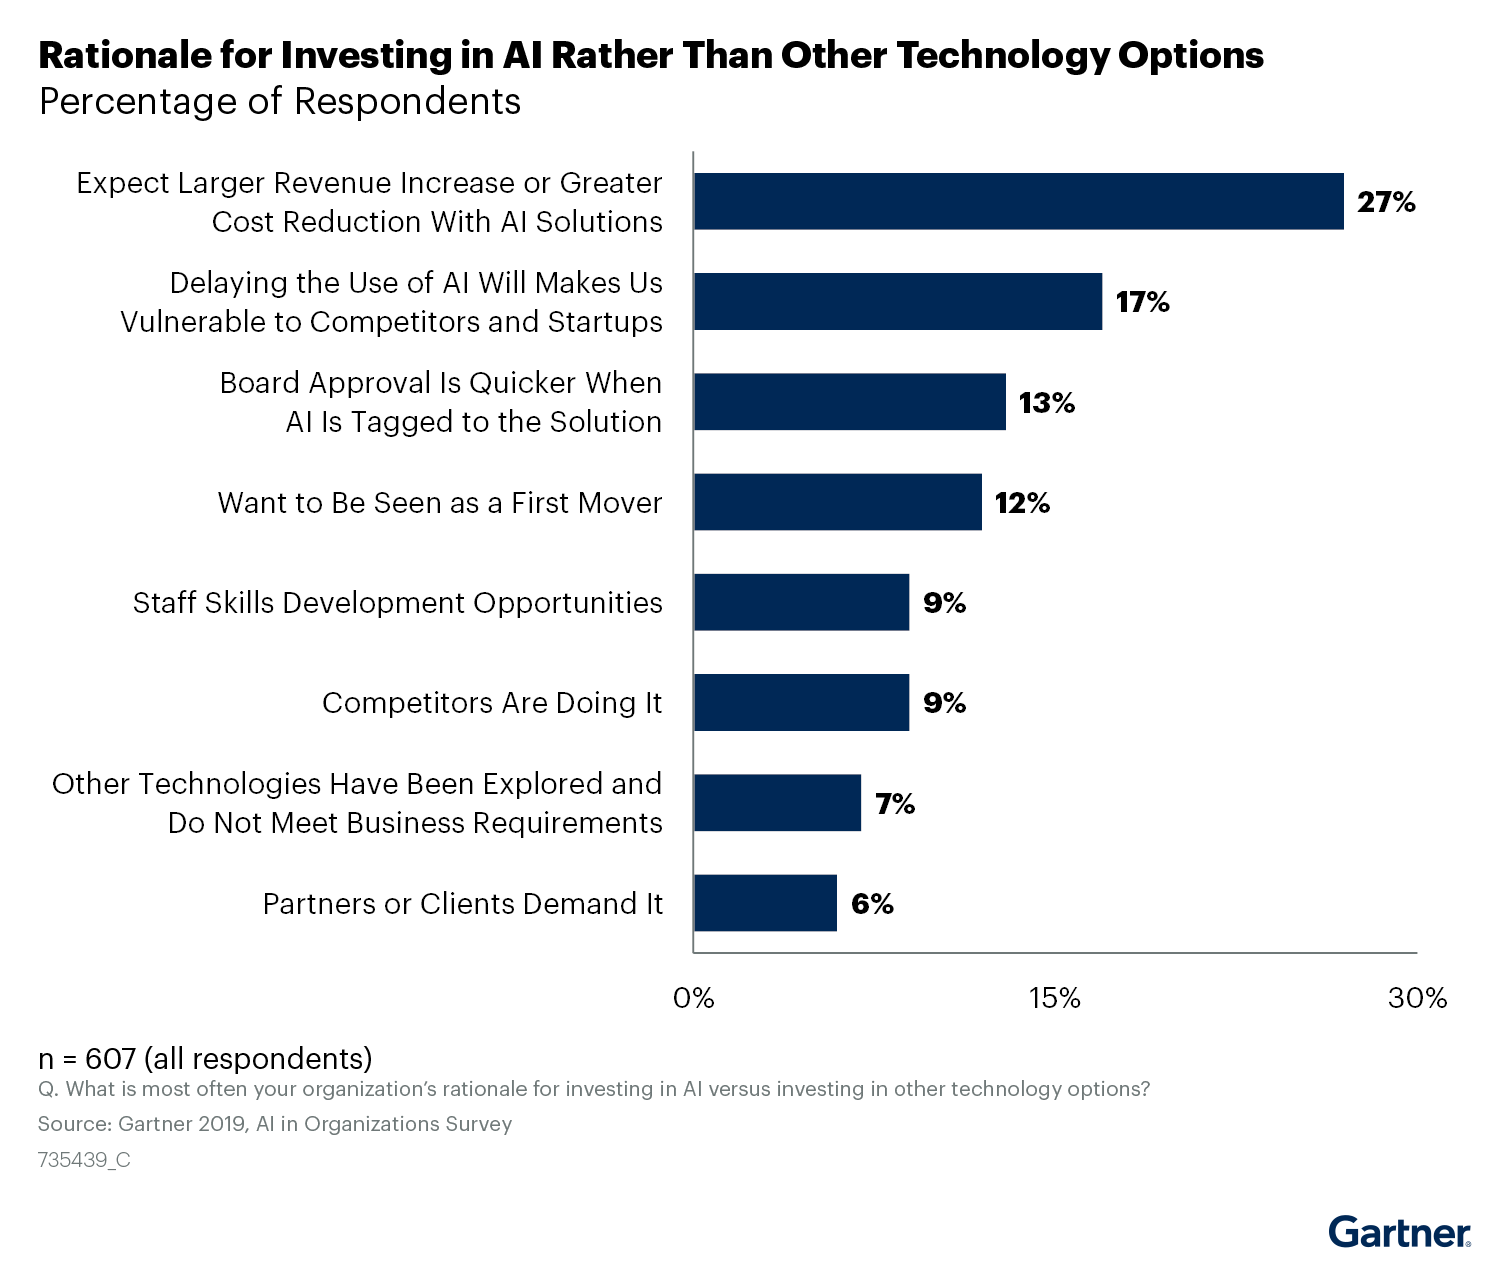 Rationale for Investing in AI Rather Than Other Technology Options
Percentage of Respondents
Expect Larger Revenue Increase or Greater
Cost Reduction With AI Solutions
27%
Delaying the Use of AI Will Makes Us
Vulnerable to Competitors and Startups
17%
Board Approval Is Quicker When
AI Is Tagged to the Solution
13%
Want to Be Seen as a First Mover
12%
Staff Skills Development Opportunities
9%
Competitors Are Doing It
9%
Other Technologies Have Been Explored and
Do Not Meet Business Requirements
7%
Partners or Clients Demand It
6%
0% 15% 30%
n = 607 (all respondents)
Q. What is most often your organization’s rationale for investing in AI versus investing in other technology options?
Source: Gartner 2019, AI in Organizations Survey
735439_C
Gartner®